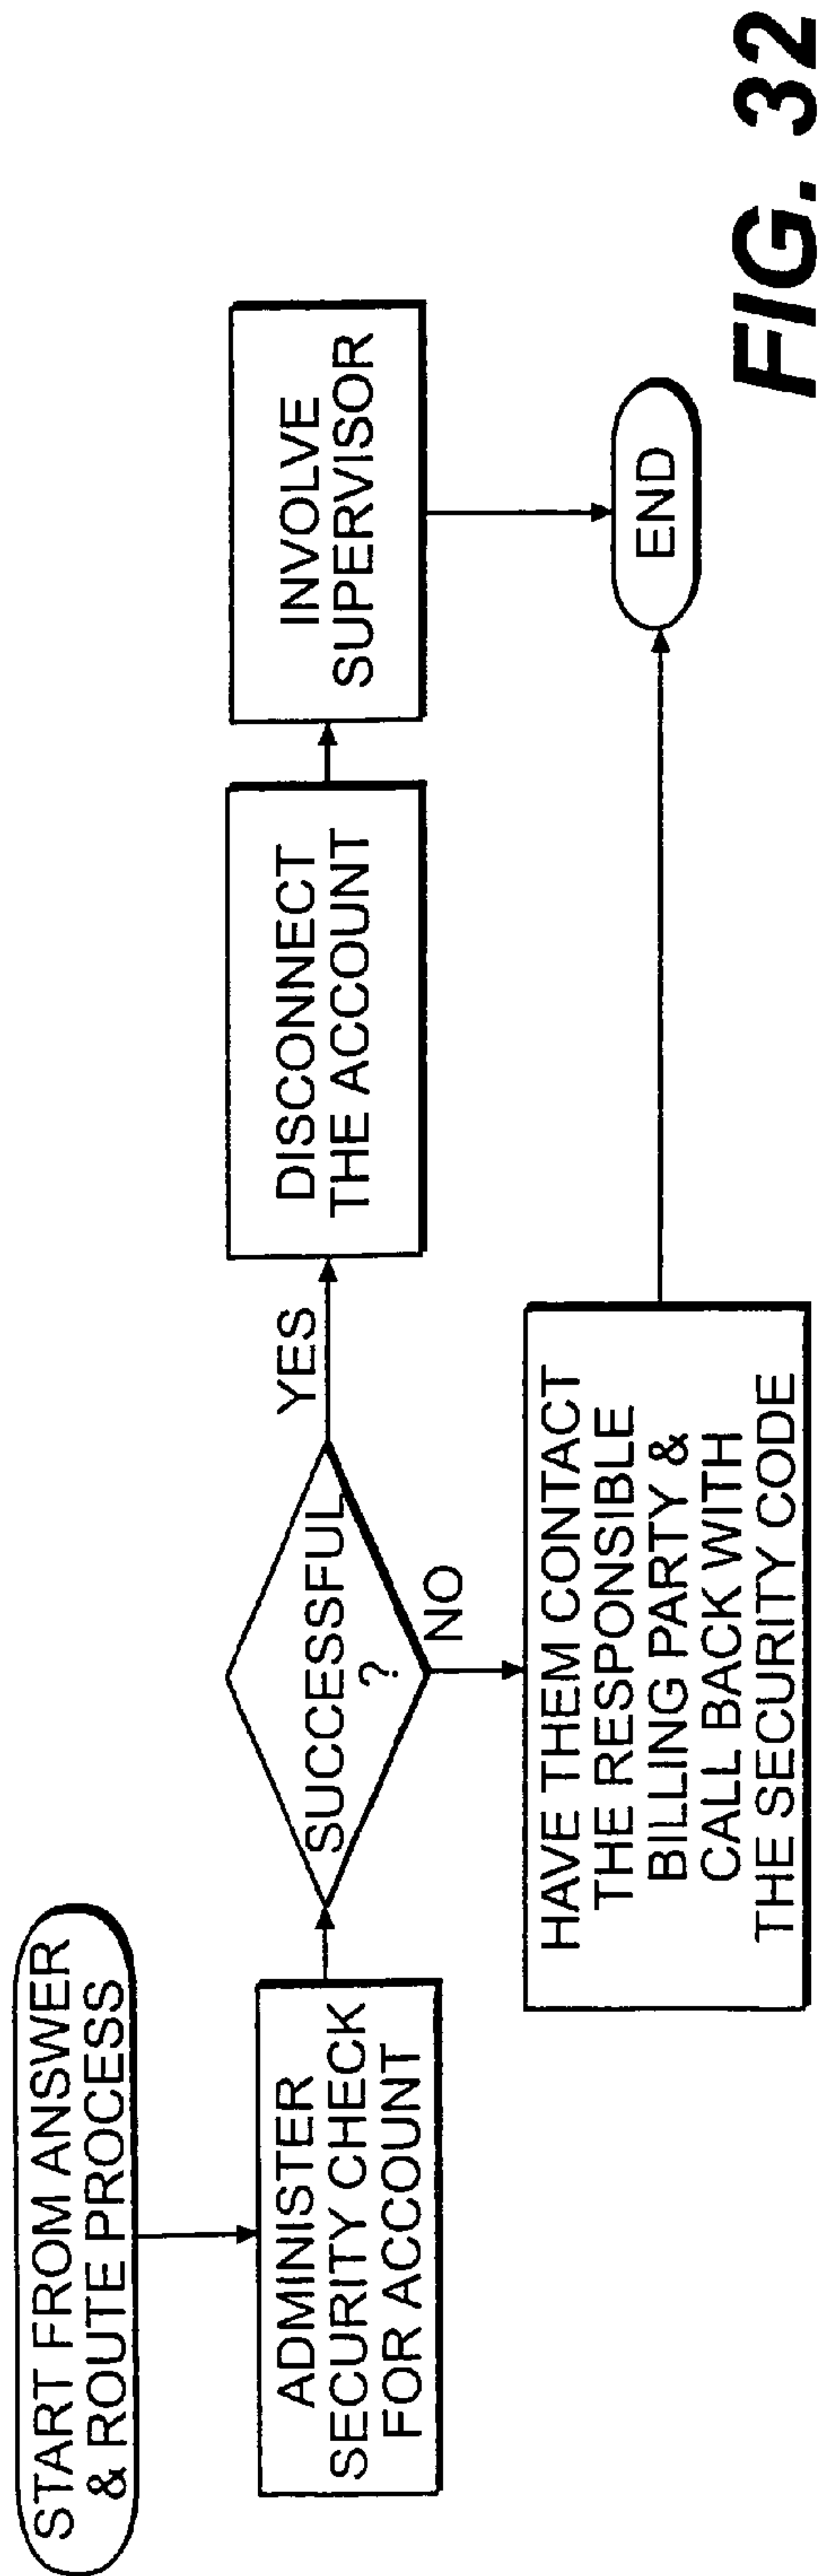 START FROM ANSWER
& ROUTE PROCESS
ADMINISTER
SECURITY CHECK
FOR ACCOUNT
SUCCESSFUL
?
YES
DISCONNECT
THE ACCOUNT
INVOLVE
SUPERVISOR
NO
HAVE THEM CONTACT
THE RESPONSIBLE
BILLING PARTY &
CALL BACK WITH
THE SECURITY CODE
END
FIG. 32